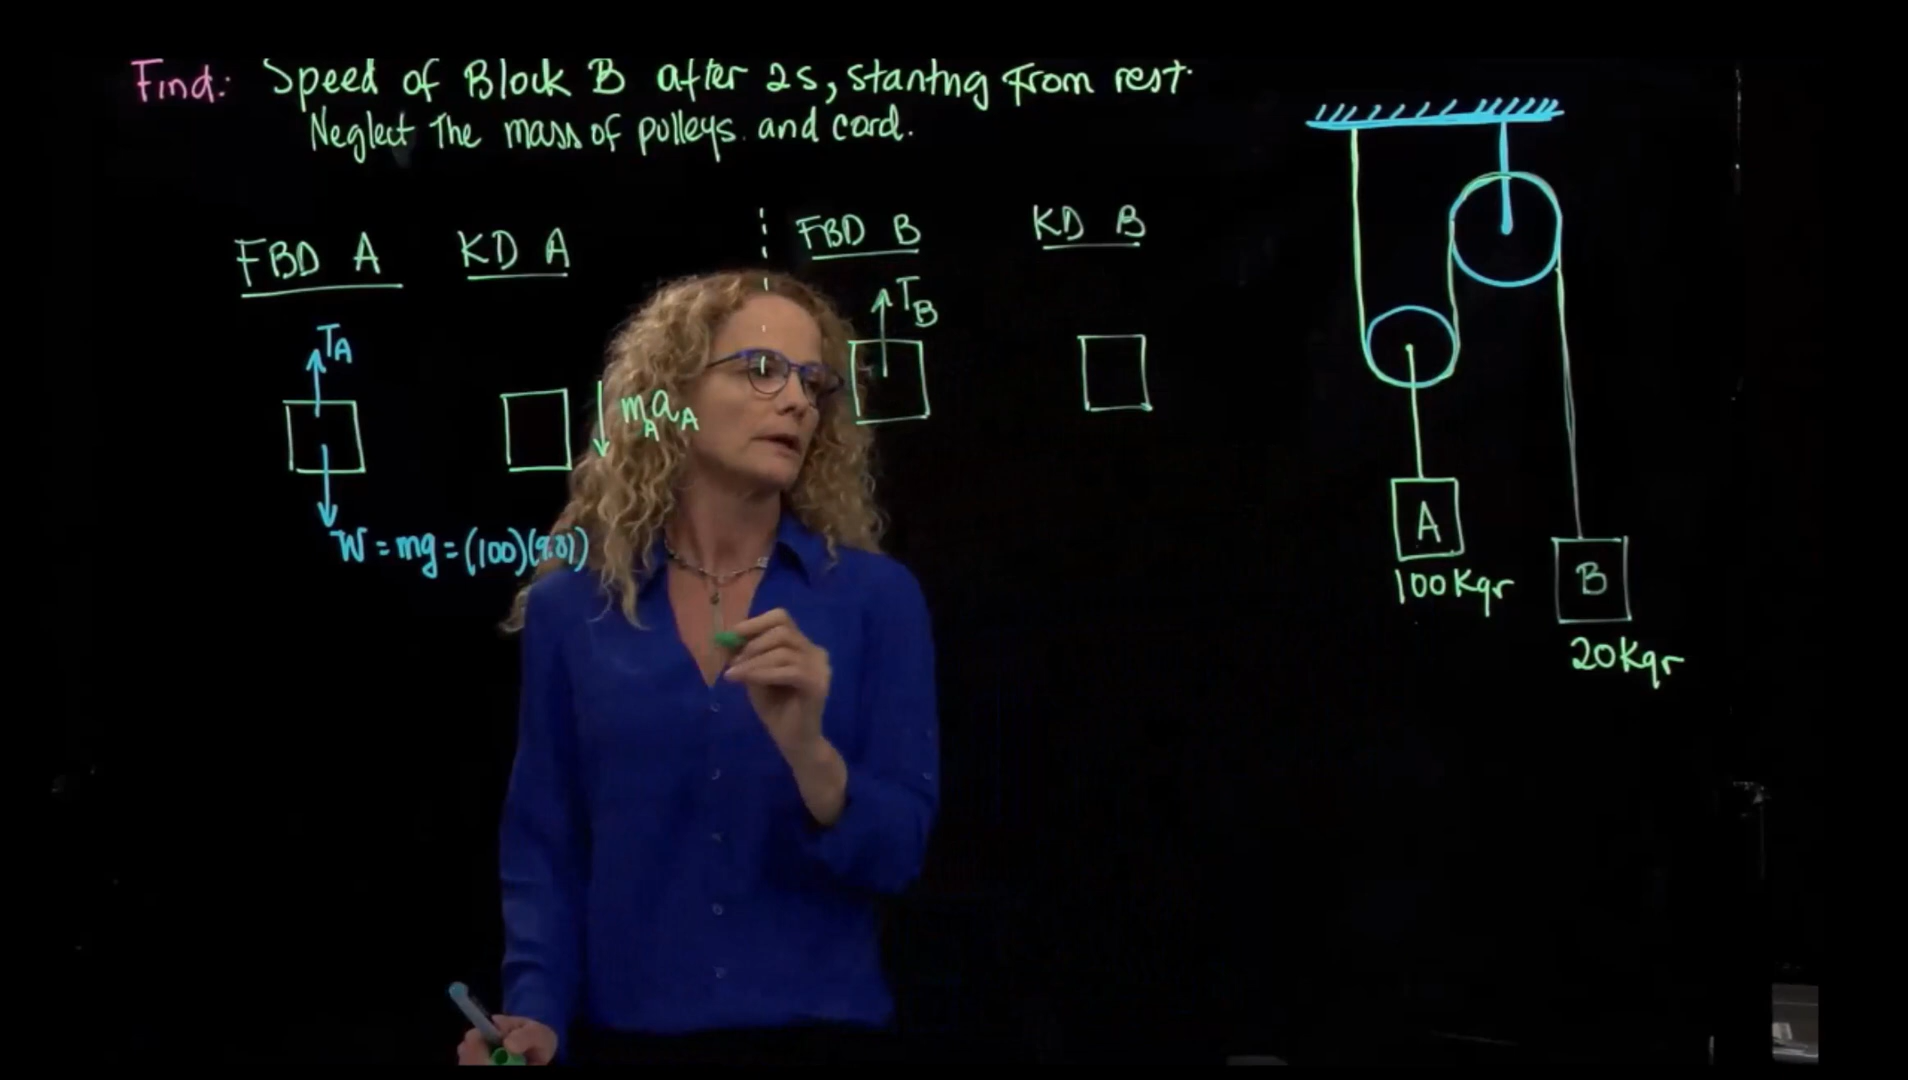 Find: Speed of Block B after 2s, starting from rest.
Neglect The mass of pulleys. and cord.
FBD A
KD A
FBD B
KD B
TA
mAaA
TB
W = mg = (100)(9.81)
A
100Kgr
B
20Kgr